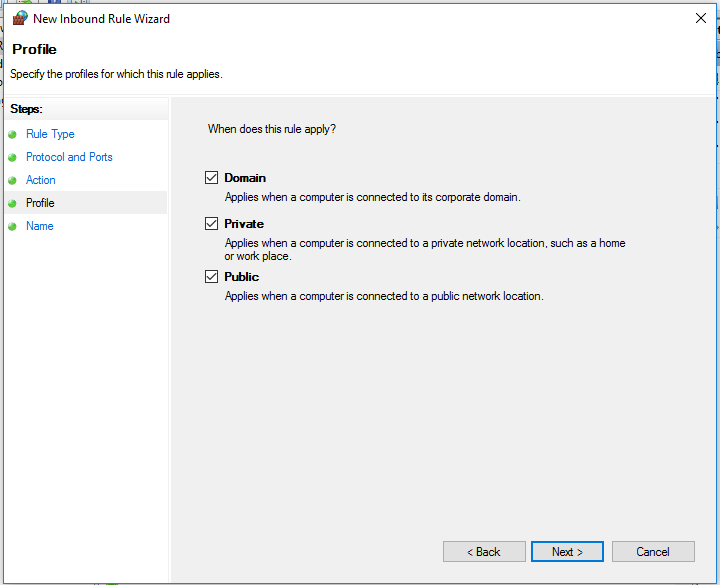 New Inbound Rule Wizard
Profile
Specify the profiles for which this rule applies.
Steps:
Rule Type
Protocol and Ports
Action
Profile
Name
When does this rule apply?
Domain
Applies when a computer is connected to its corporate domain.
Private
Applies when a computer is connected to a private network location, such as a home
or work place.
Public
Applies when a computer is connected to a public network location.
< Back
Next >
Cancel